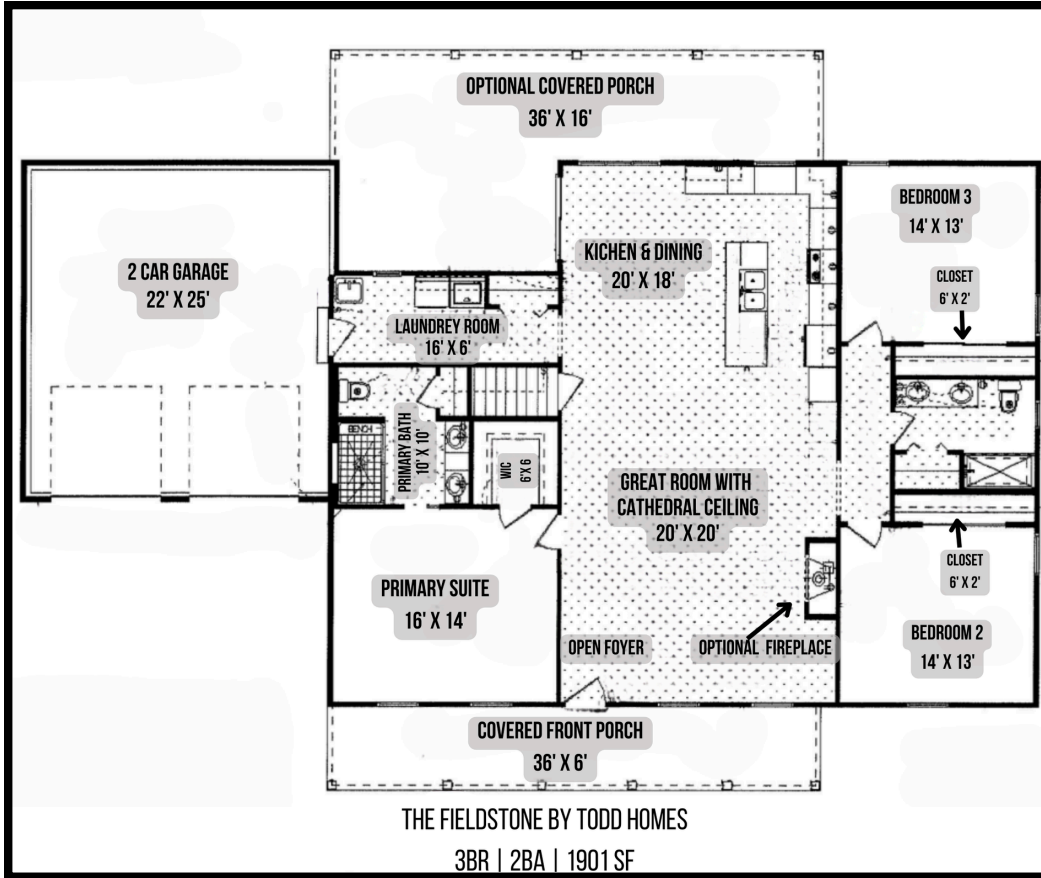 OPTIONAL COVERED PORCH
36' X 16'
2 CAR GARAGE
22' X 25'
KICHEN & DINING
20' X 18'
BEDROOM 3
14' X 13'
CLOSET
6' X 2'
LAUNDREY ROOM
16' X 6'
BENCH
PRIMARY BATH
10' X 10'
WIC
6'X 6
GREAT ROOM WITH
CATHEDRAL CEILING
20' X 20'
CLOSET
6' X 2'
PRIMARY SUITE
16' X 14'
OPEN FOYER
OPTIONAL FIREPLACE
BEDROOM 2
14' X 13'
COVERED FRONT PORCH
36' X 6'
THE FIELDSTONE BY TODD HOMES
3BR | 2BA | 1901 SF